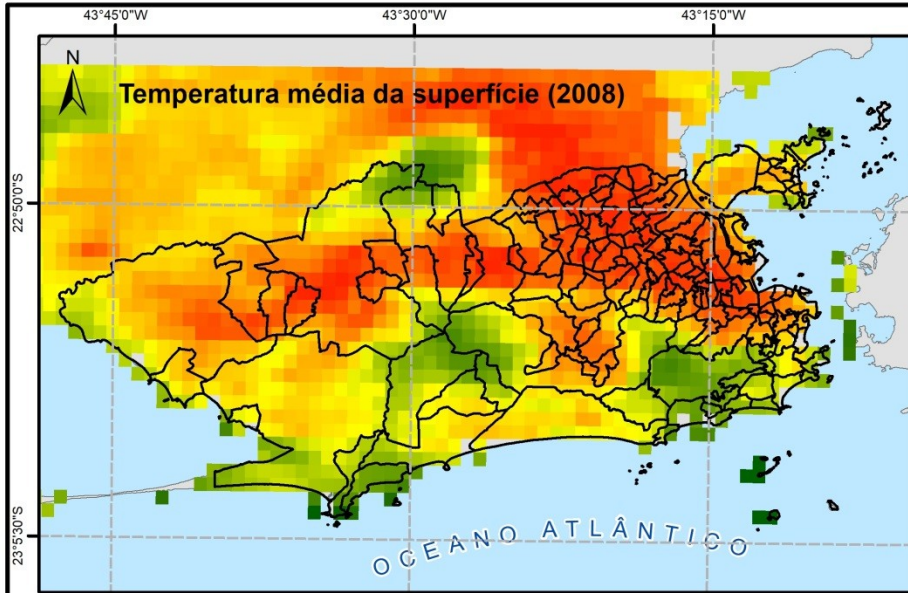 43°45'0"W 43°30'0"W 43°15'0"W
N
Temperatura média da superfície (2008)
22°50'0"S
23°5'30"S
OCEANO ATLÂNTICO